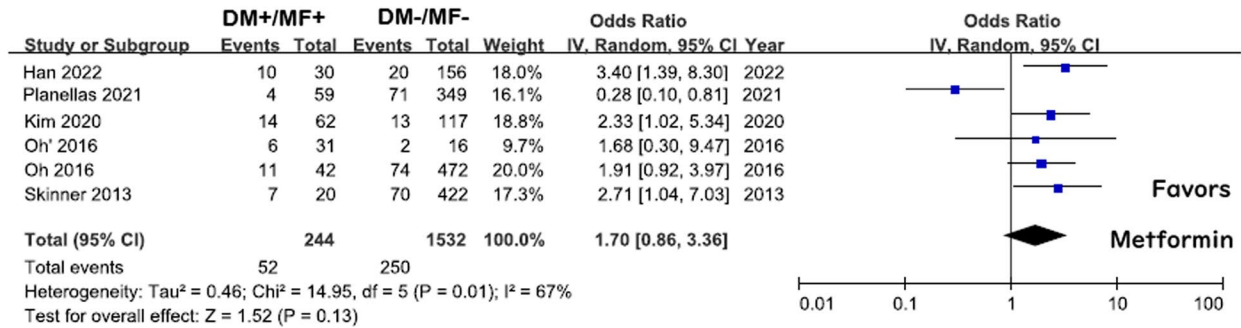 DM+/MF+ DM-/MF- Odds Ratio Odds Ratio
Study or Subgroup Events Total Events Total Weight IV, Random, 95% CI Year IV, Random, 95% CI
Han 2022 10 30 20 156 18.0% 3.40 [1.39, 8.30] 2022
Planellas 2021 4 59 71 349 16.1% 0.28 [0.10, 0.81] 2021
Kim 2020 14 62 13 117 18.8% 2.33 [1.02, 5.34] 2020
Oh' 2016 6 31 2 16 9.7% 1.68 [0.30, 9.47] 2016
Oh 2016 11 42 74 472 20.0% 1.91 [0.92, 3.97] 2016
Skinner 2013 7 20 70 422 17.3% 2.71 [1.04, 7.03] 2013 Favors
Total (95% CI) 244 1532 100.0% 1.70 [0.86, 3.36] Metformin
Total events 52 250
Heterogeneity: Tau² = 0.46; Chi² = 14.95, df = 5 (P = 0.01); I² = 67%
Test for overall effect: Z = 1.52 (P = 0.13)
0.01 0.1 1 10 100